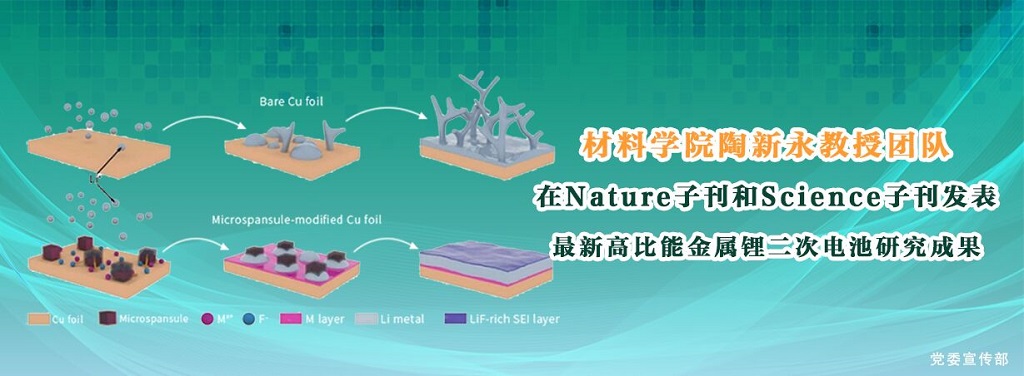 Bare Cu foil
Microspansule-modified Cu foil
Cu foil
Microspansule
Mⁿ⁺
F⁻
M layer
Li metal
LiF-rich SEI layer
材料学院陶新永教授团队
在Nature子刊和Science子刊发表
最新高比能金属锂二次电池研究成果
党委宣传部